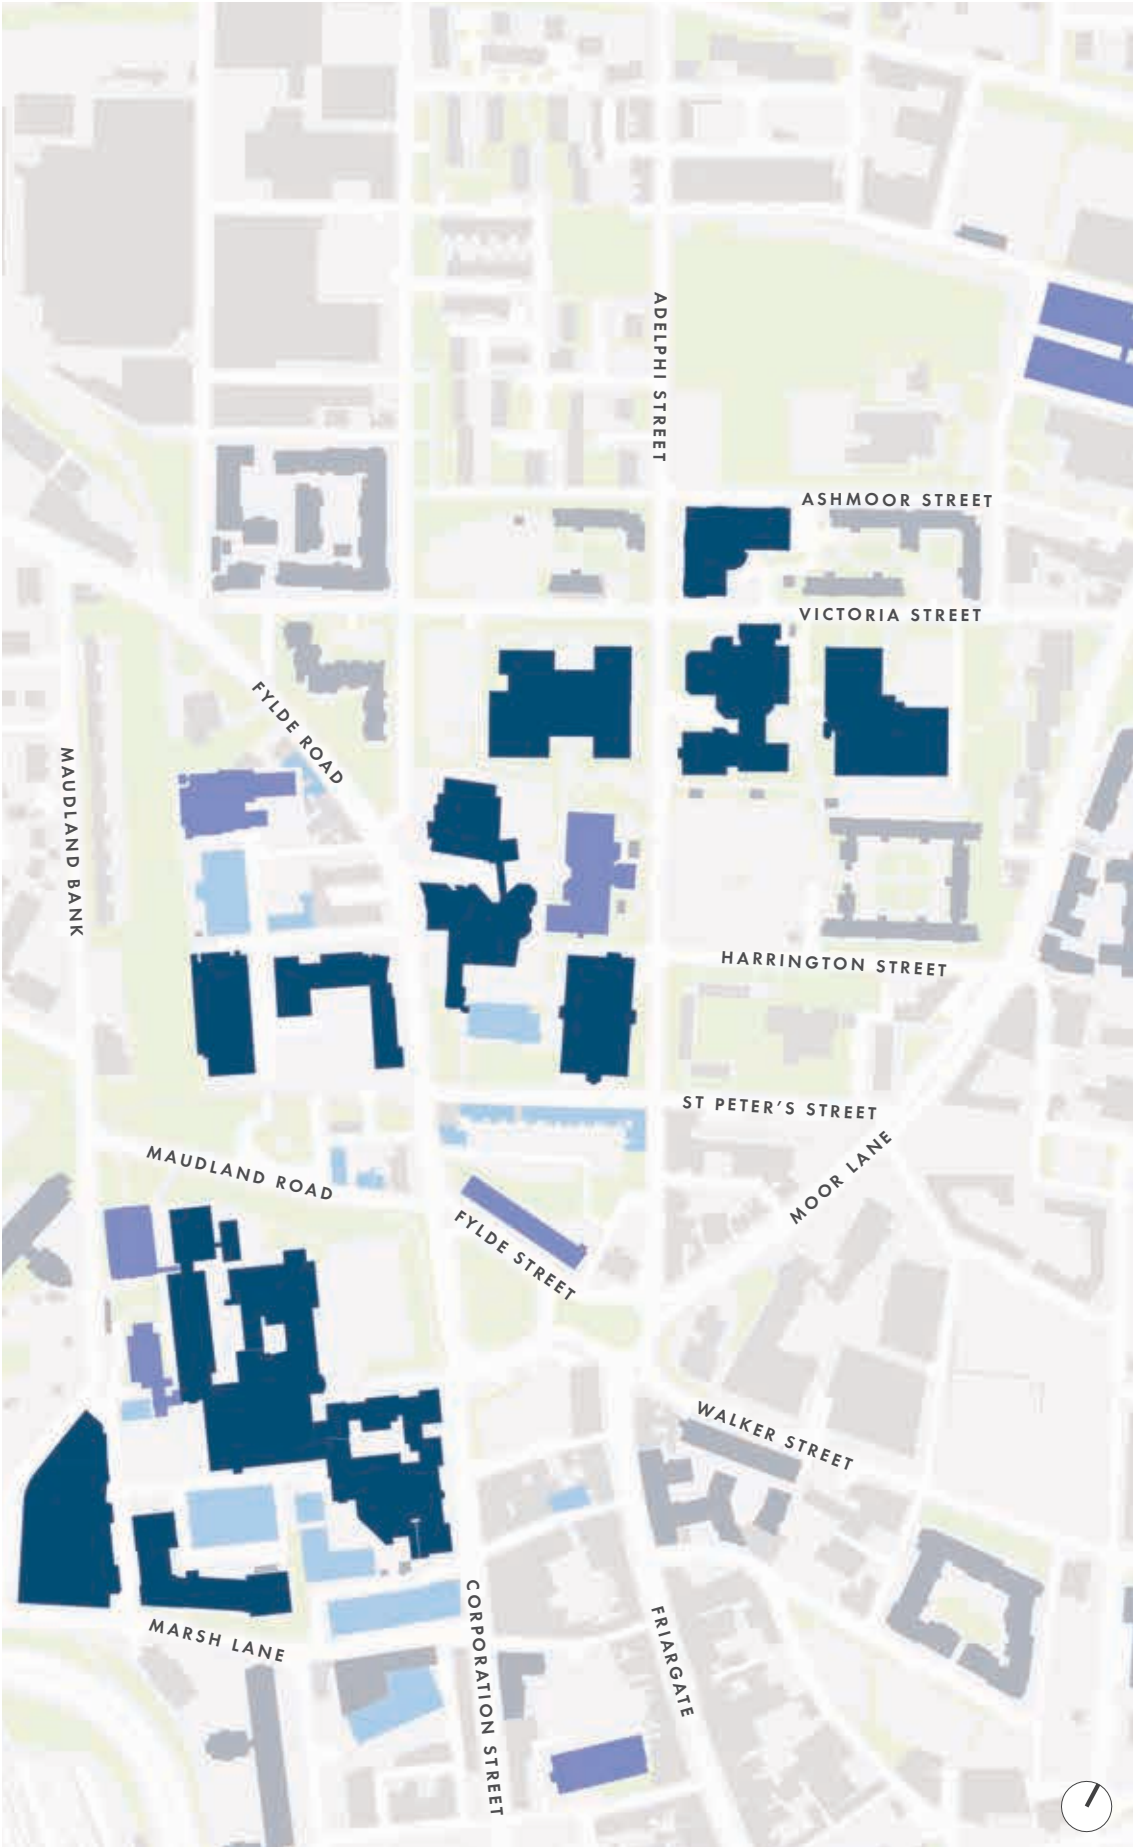 ADELPHI STREET
ASHMOOR STREET
VICTORIA STREET
FYLDE ROAD
MAUDLAND BANK
HARRINGTON STREET
ST PETER’S STREET
MOOR LANE
MAUDLAND ROAD
FYLDE STREET
WALKER STREET
CORPORATION STREET
FRIARGATE
MARSH LANE